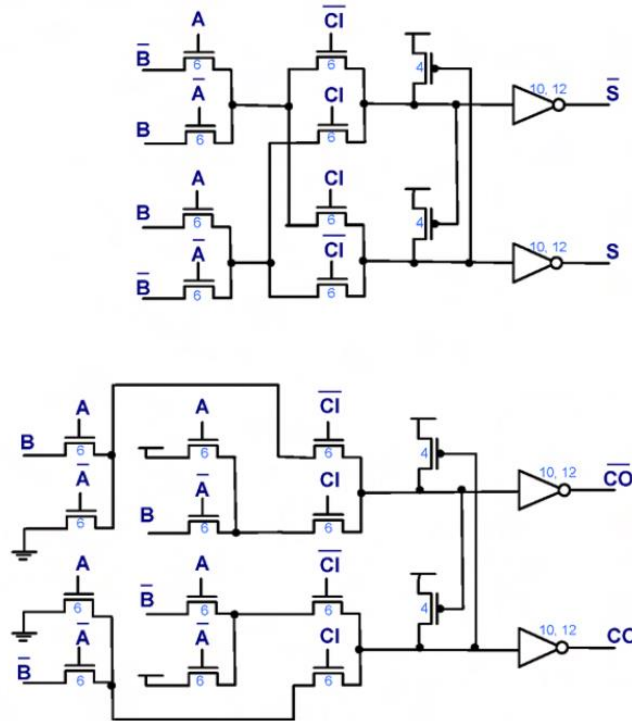 A C̅I̅
B̅ 6 6 4 10, 12 S̅
A̅ CI
B 6 6
A CI
B 6 6 4 10, 12 S
A̅ C̅I̅
B̅ 6 6
A A C̅I̅
B 6 6 6 4 10, 12 C̅O̅
A̅ A̅ CI
6 B 6 6
A A C̅I̅
6 B̅ 6 6 4 10, 12 CO
A̅ A̅ CI
B̅ 6 6 6